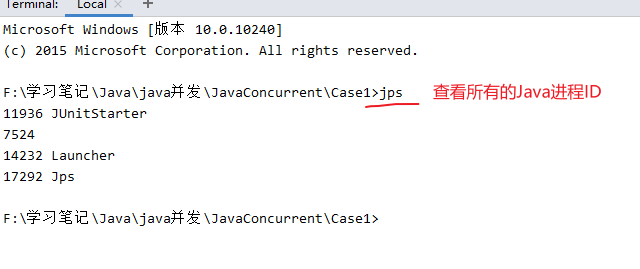 Terminal: Local × +
Microsoft Windows [版本 10.0.10240]
(c) 2015 Microsoft Corporation. All rights reserved.
F:\学习笔记\Java\java并发\JavaConcurrent\Case1>jps 查看所有的Java进程ID
11936 JUnitStarter
7524
14232 Launcher
17292 Jps
F:\学习笔记\Java\java并发\JavaConcurrent\Case1>